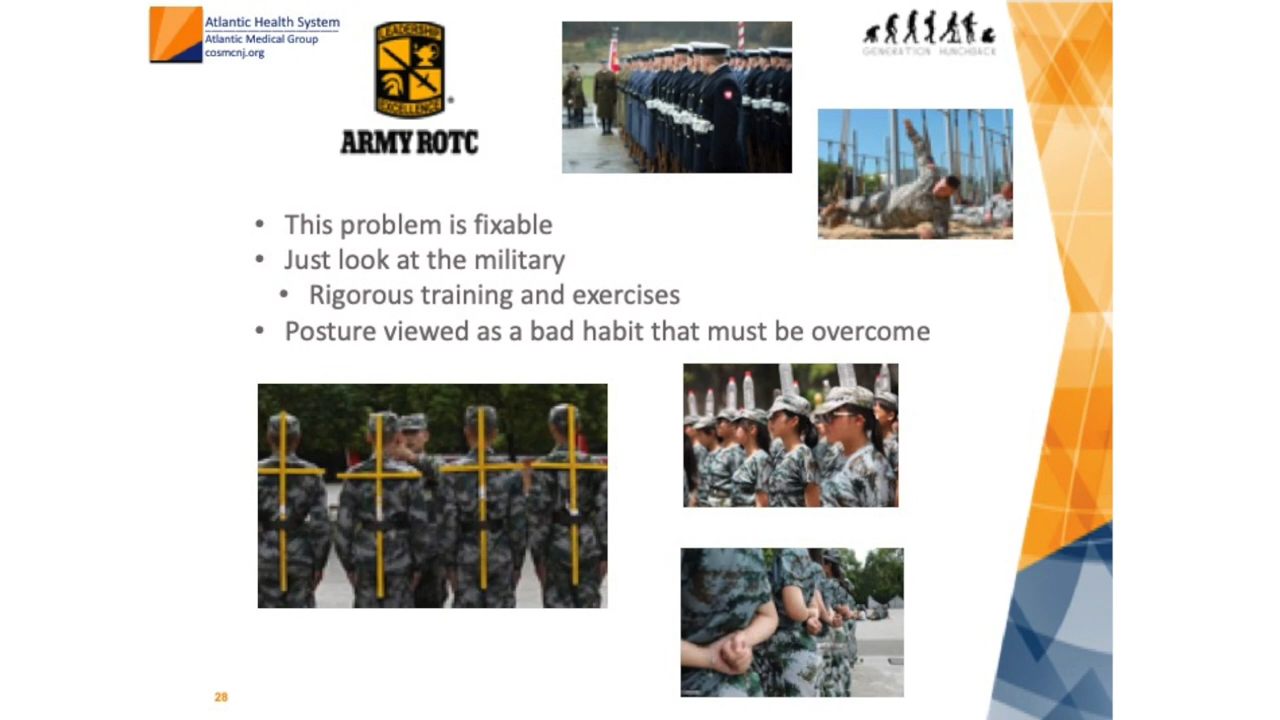 Atlantic Health System
Atlantic Medical Group
cosmcnj.org
LEADERSHIP
EXCELLENCE
ARMY ROTC
GENERATION HUNCHBACK
• This problem is fixable
• Just look at the military
• Rigorous training and exercises
• Posture viewed as a bad habit that must be overcome
28